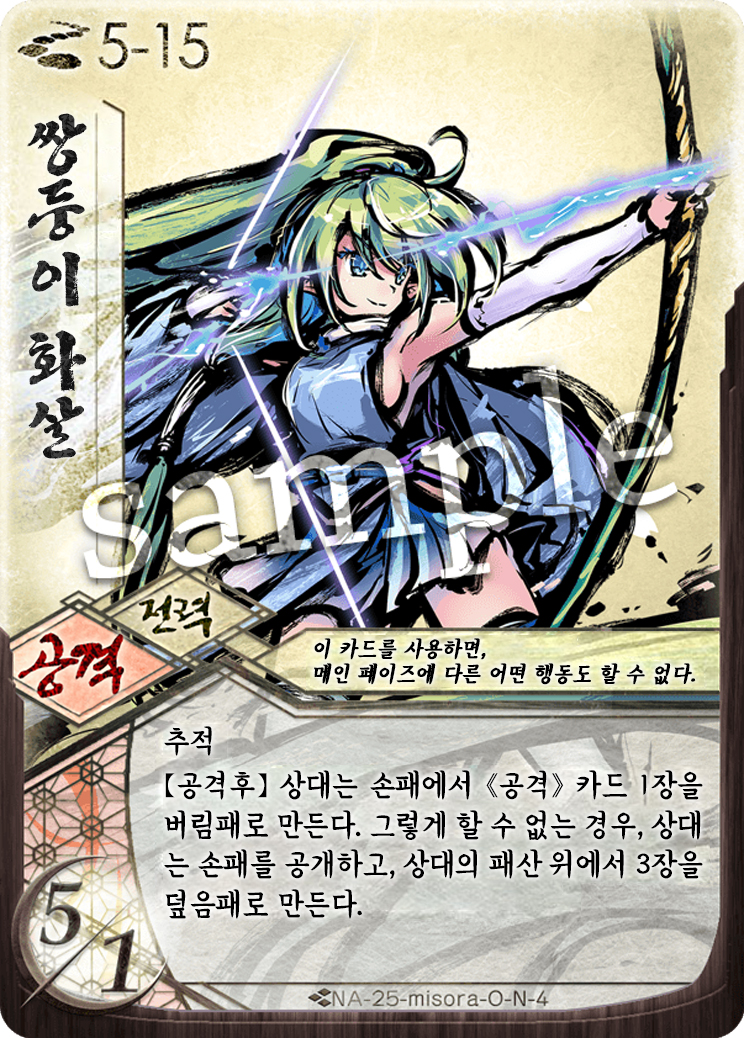 5-15
쌍둥이화살
sample
전력
공격
이 카드를 사용하면,
메인 페이즈에 다른 어떤 행동도 할 수 없다.
추적
【공격후】 상대는 손패에서 《공격》 카드 1장을
버림패로 만든다. 그렇게 할 수 없는 경우, 상대
는 손패를 공개하고, 상대의 패산 위에서 3장을
덮음패로 만든다.
5/1
NA-25-misora-O-N-4